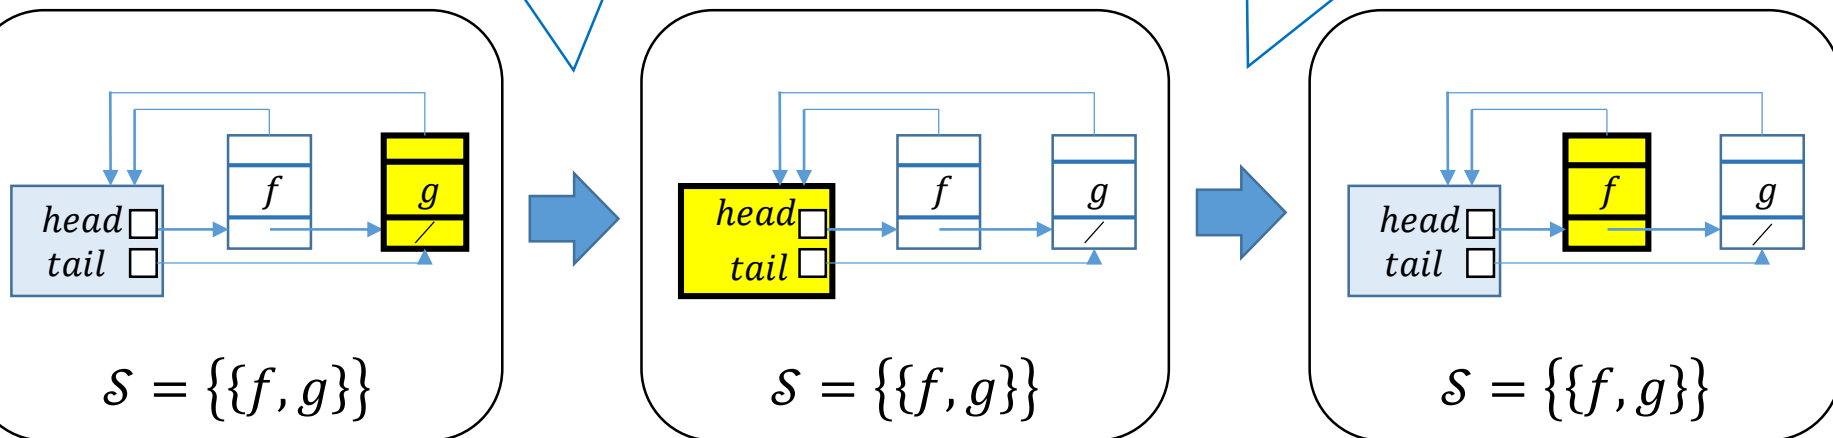 f g
head /
tail
𝒮 = {{f, g}}
f g
head /
tail
𝒮 = {{f, g}}
f g
head /
tail
𝒮 = {{f, g}}